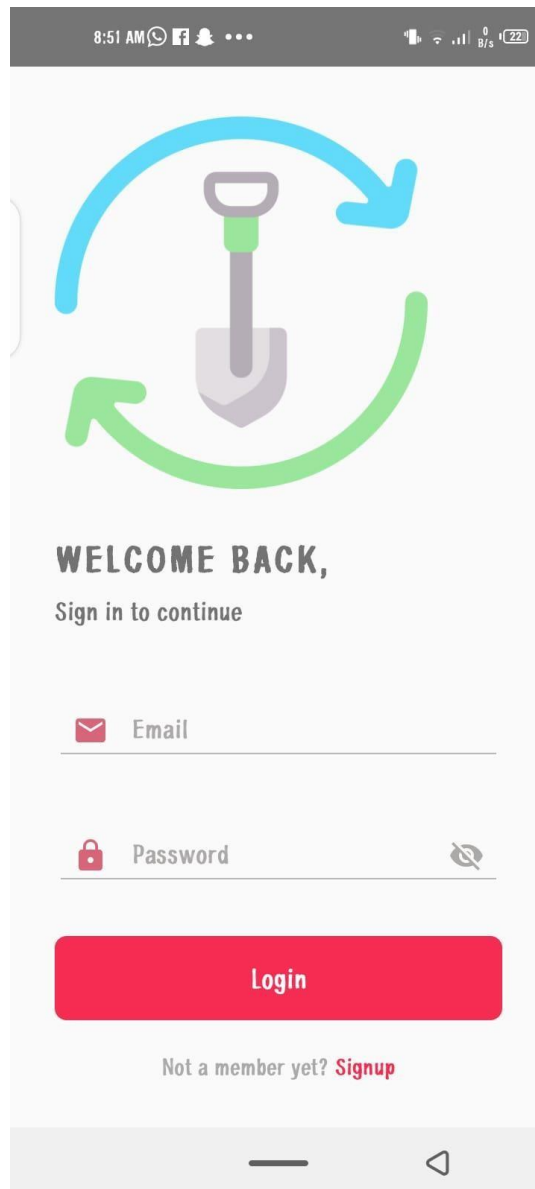 8:51 AM 0 B/s 22
WELCOME BACK,
Sign in to continue
Email
Password
Login
Not a member yet? Signup